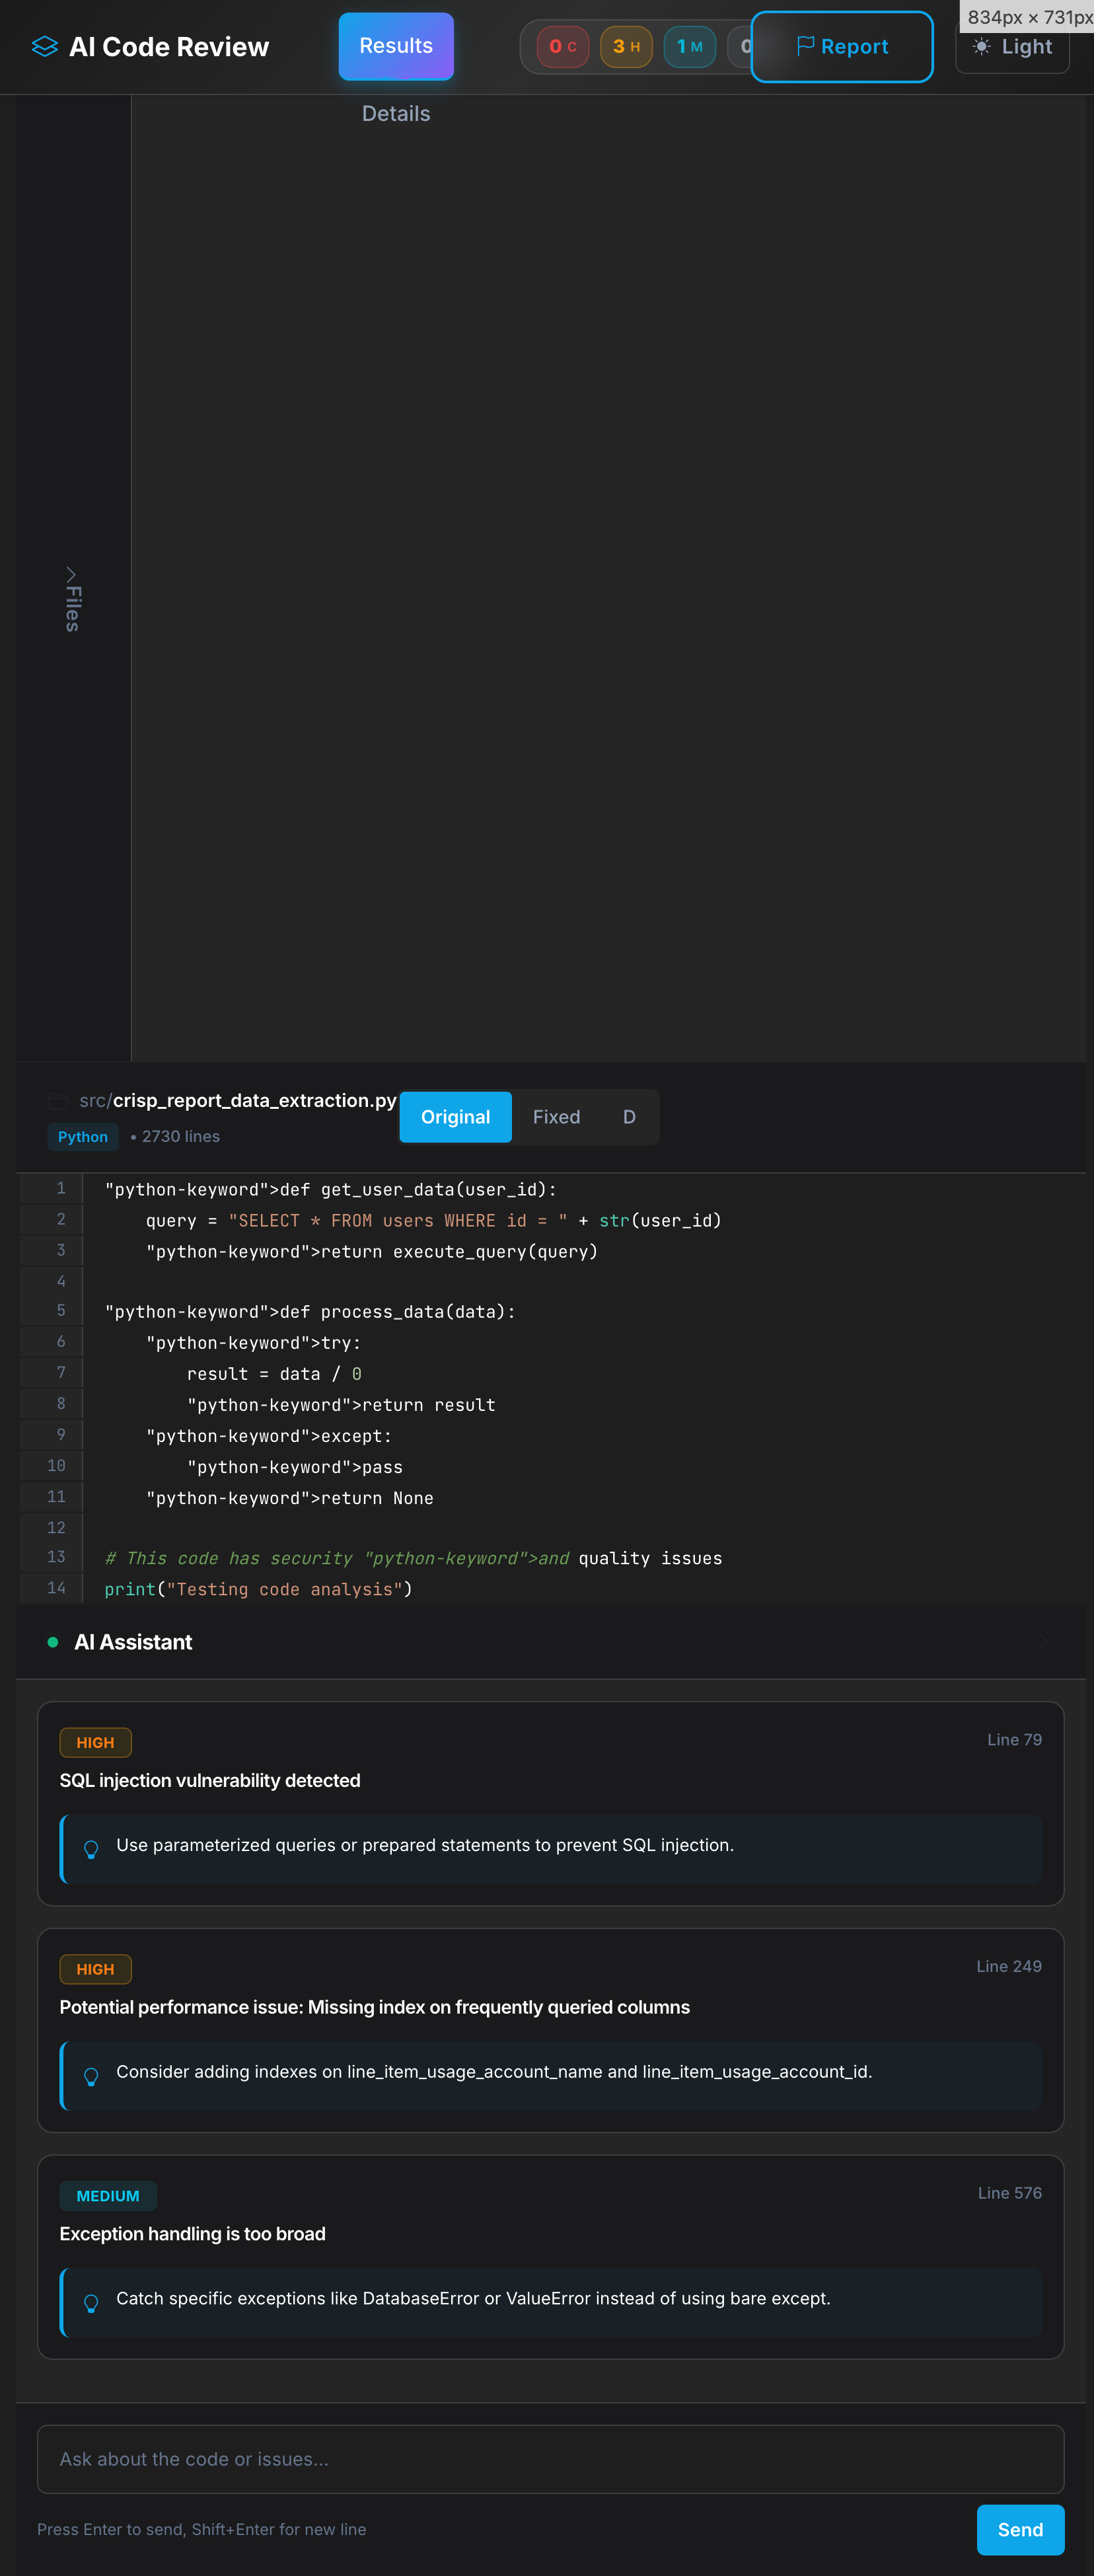 834px × 731px
AI Code Review
Results
0 C
3 H
1 M
0
Report
Light
Details
Files
src/crisp_report_data_extraction.py
Python • 2730 lines
Original
Fixed
D
1 "python-keyword">def get_user_data(user_id):
2 query = "SELECT * FROM users WHERE id = " + str(user_id)
3 "python-keyword">return execute_query(query)
4
5 "python-keyword">def process_data(data):
6 "python-keyword">try:
7 result = data / 0
8 "python-keyword">return result
9 "python-keyword">except:
10 "python-keyword">pass
11 "python-keyword">return None
12
13 # This code has security "python-keyword">and quality issues
14 print("Testing code analysis")
AI Assistant
HIGH
Line 79
SQL injection vulnerability detected
Use parameterized queries or prepared statements to prevent SQL injection.
HIGH
Line 249
Potential performance issue: Missing index on frequently queried columns
Consider adding indexes on line_item_usage_account_name and line_item_usage_account_id.
MEDIUM
Line 576
Exception handling is too broad
Catch specific exceptions like DatabaseError or ValueError instead of using bare except.
Ask about the code or issues...
Press Enter to send, Shift+Enter for new line
Send